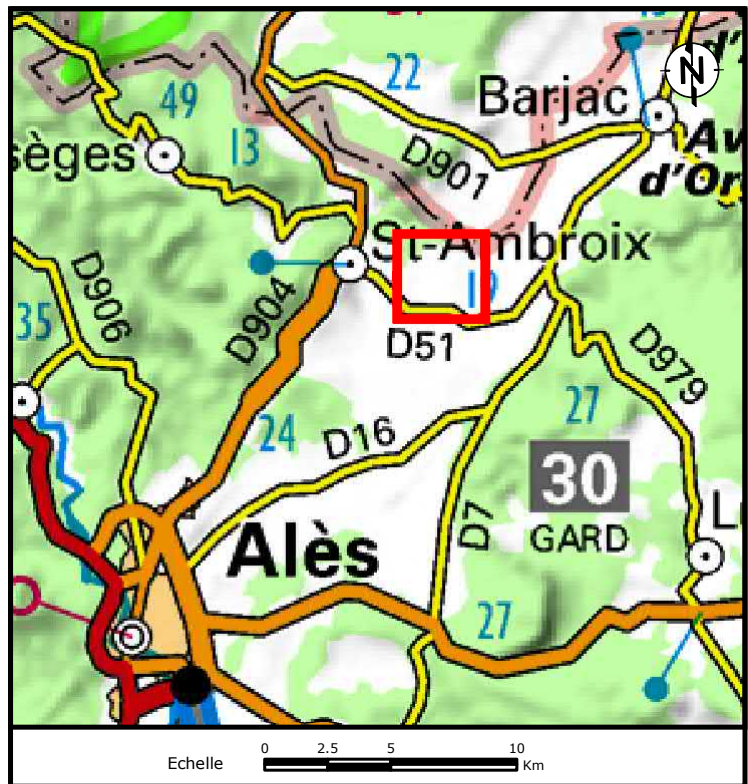 N
22
49
Barjac
13
D901
sèges
Av
d'Or
St-Ambroix
19
D906
D904
35
D51
D979
24
D16
27
30
GARD
D7
Alès
27
Echelle
0 2.5 5 10
Km